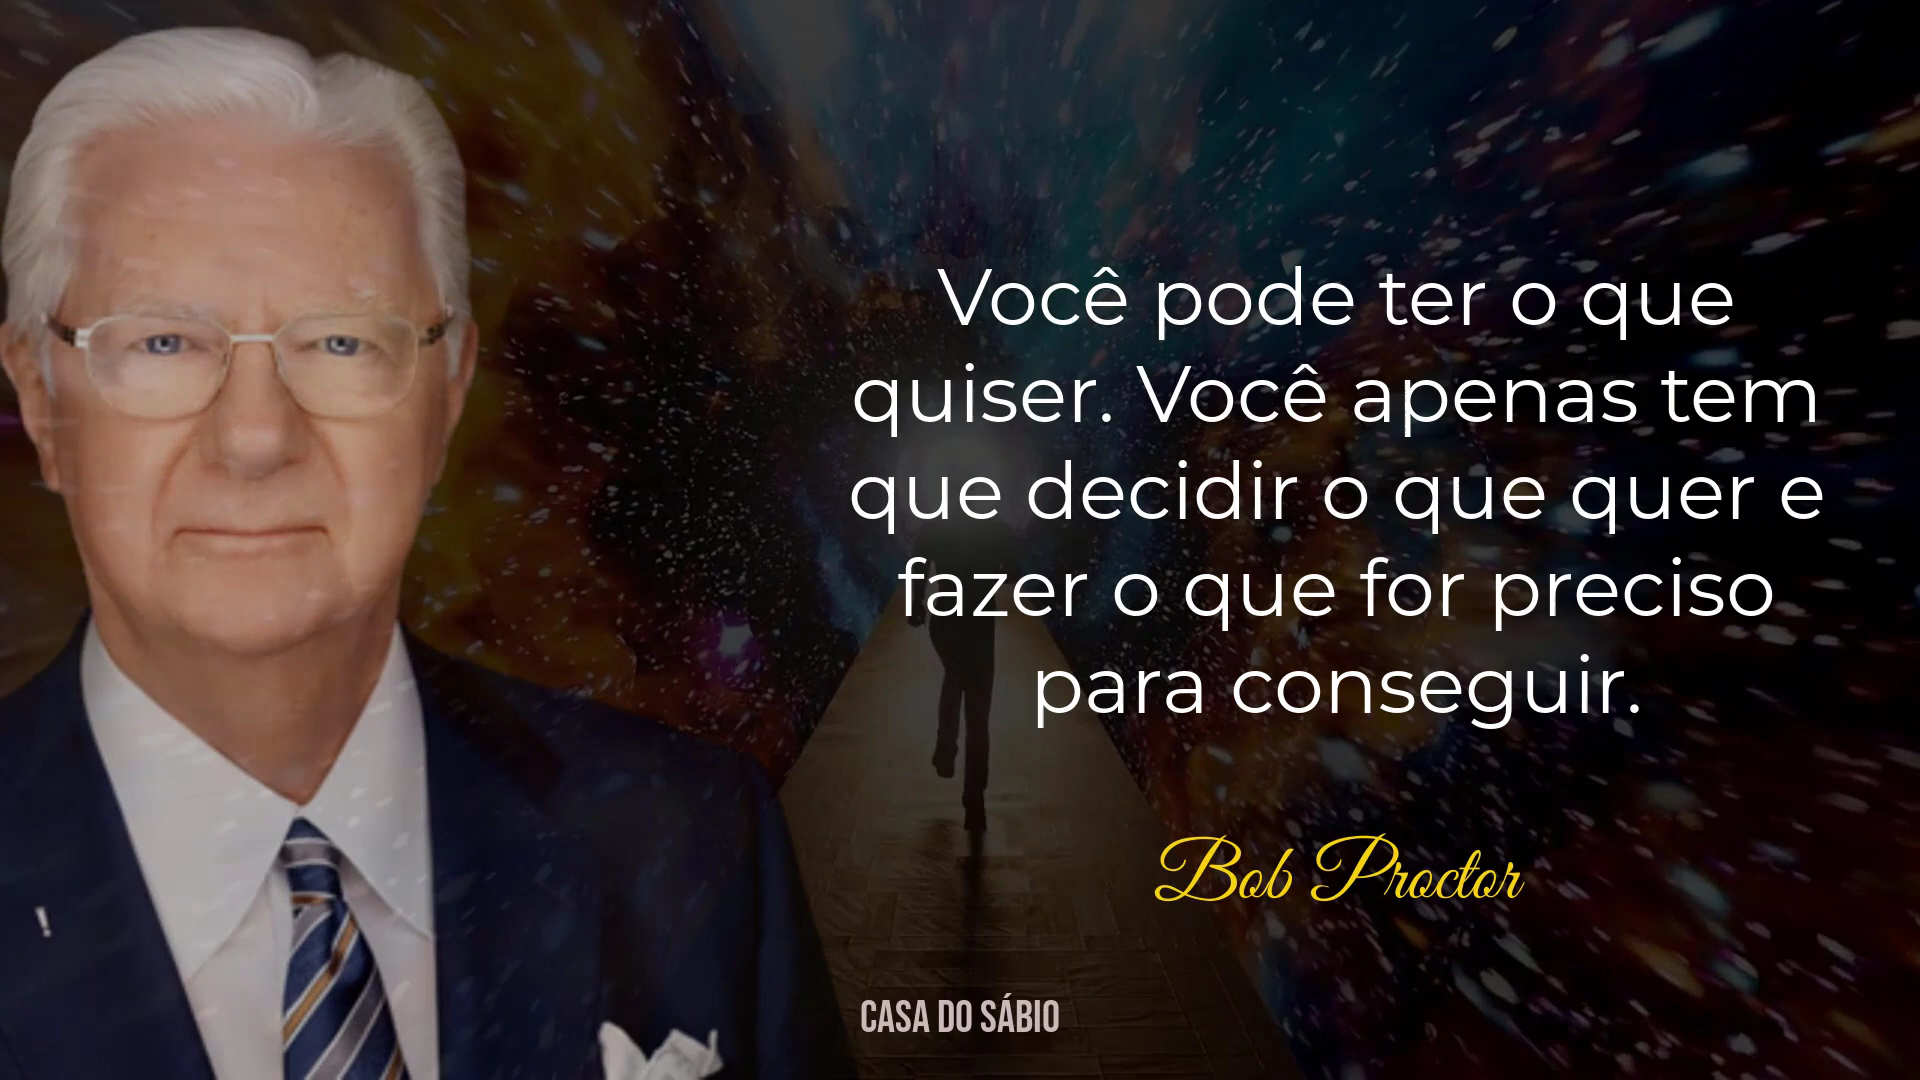 Você pode ter o que
quiser. Você apenas tem
que decidir o que quer e
fazer o que for preciso
para conseguir.
Bob Proctor
CASA DO SÁBIO